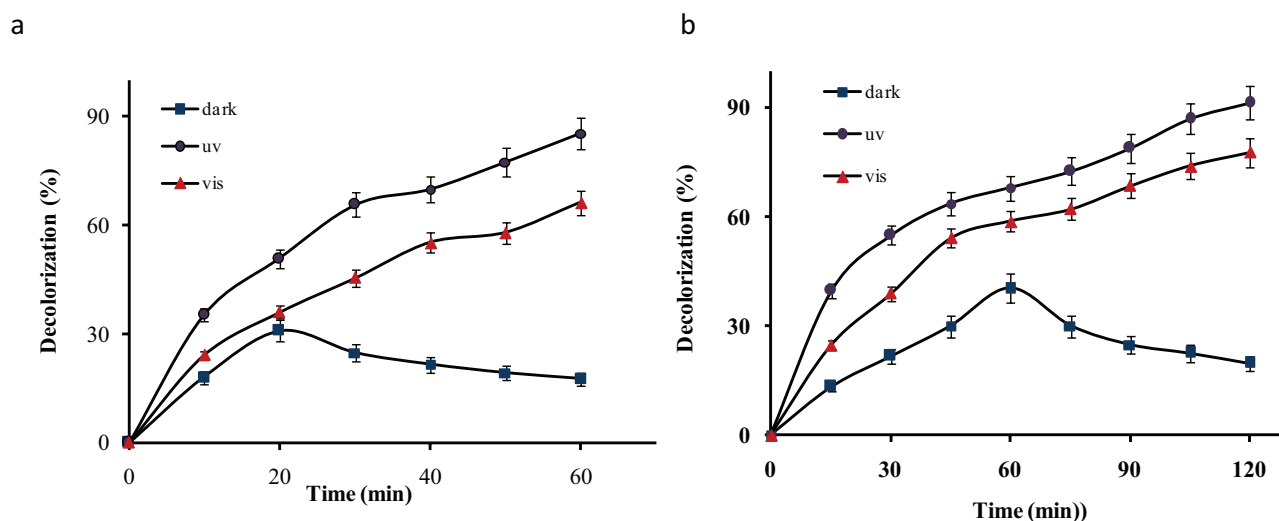 a
Decolorization (%)
90
60
30
0
dark
uv
vis
0
20
40
60
Time (min)
b
Decolorization (%)
90
60
30
0
dark
uv
vis
0
30
60
90
120
Time (min))